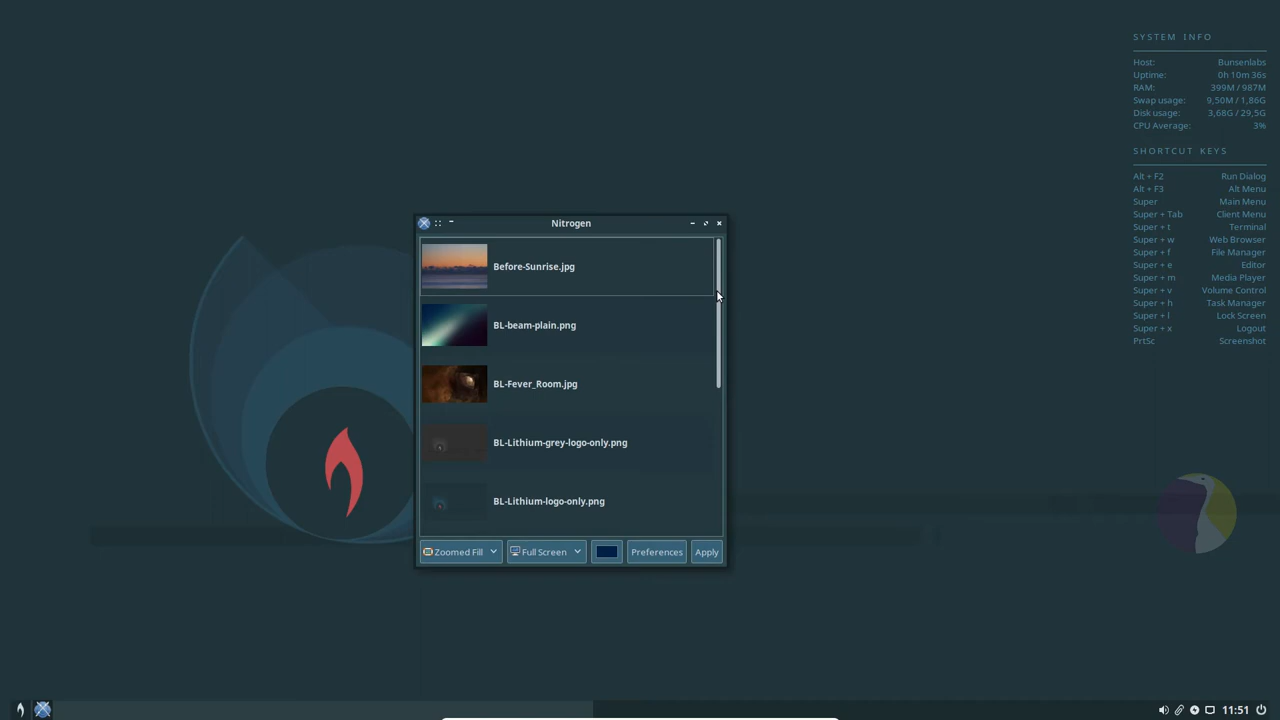 SYSTEM INFO
Host: Bunsenlabs
Uptime: 0h 10m 36s
RAM: 399M / 987M
Swap usage: 9,50M / 1,86G
Disk usage: 3,68G / 29,5G
CPU Average: 3%
SHORTCUT KEYS
Alt + F2 Run Dialog
Alt + F3 Alt Menu
Super Main Menu
Super + Tab Client Menu
Super + t Terminal
Super + w Web Browser
Super + f File Manager
Super + e Editor
Super + m Media Player
Super + v Volume Control
Super + h Task Manager
Super + l Lock Screen
Super + x Logout
PrtSc Screenshot
Nitrogen
Before-Sunrise.jpg
BL-beam-plain.png
BL-Fever_Room.jpg
BL-Lithium-grey-logo-only.png
BL-Lithium-logo-only.png
Zoomed Fill Full Screen Preferences Apply
11:51